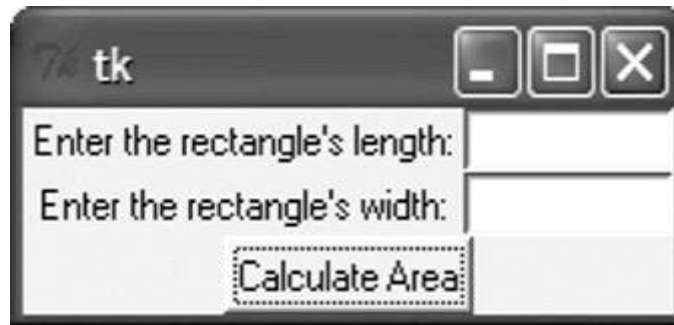 tk
Enter the rectangle's length:
Enter the rectangle's width:
Calculate Area